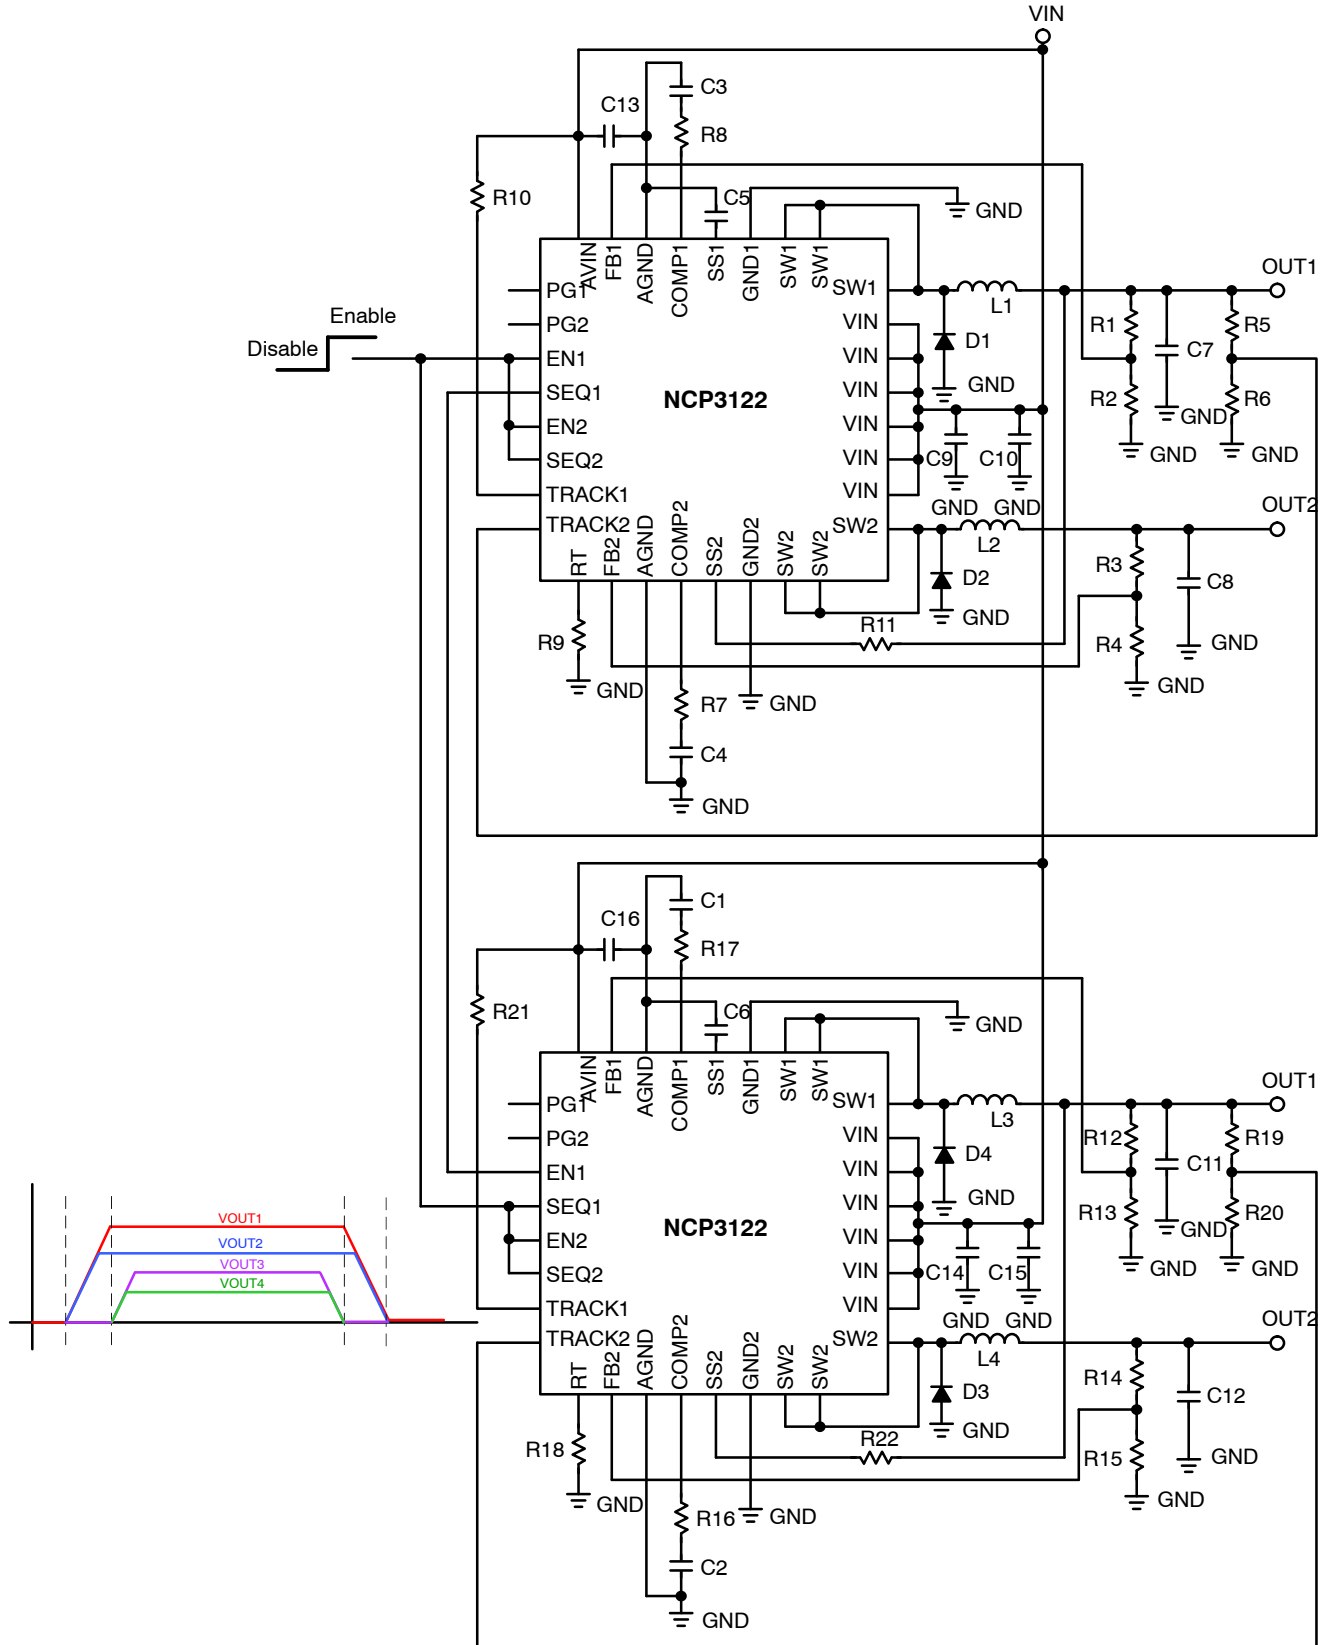 VIN
C3
C13
R8
R10
C5
GND
AVIN
FB1
AGND
COMP1
SS1
GND1
SW1
SW1
OUT1
PG1
SW1
L1
Enable
PG2
VIN
R1
R5
Disable
D1
C7
EN1
VIN
GND
SEQ1
NCP3122
VIN
R2
GND
R6
EN2
VIN
GND
GND
SEQ2
VIN
C9
C10
TRACK1
VIN
GND
GND
OUT2
TRACK2
SW2
L2
RT
FB2
AGND
COMP2
SS2
GND2
SW2
SW2
R3
D2
C8
GND
R11
R9
R4
GND
GND
GND
R7
GND
C4
GND
C1
C16
R17
R21
C6
GND
AVIN
FB1
AGND
COMP1
SS1
GND1
SW1
SW1
OUT1
PG1
SW1
L3
PG2
VIN
R12
R19
D4
C11
EN1
VIN
GND
SEQ1
NCP3122
VIN
R13
GND
R20
EN2
VIN
GND
GND
SEQ2
VIN
C14
C15
TRACK1
VIN
GND
GND
OUT2
TRACK2
SW2
L4
VOUT1
VOUT2
VOUT3
VOUT4
RT
FB2
AGND
COMP2
SS2
GND2
SW2
SW2
R14
D3
C12
GND
R22
R18
R15
GND
GND
GND
R16
GND
C2
GND